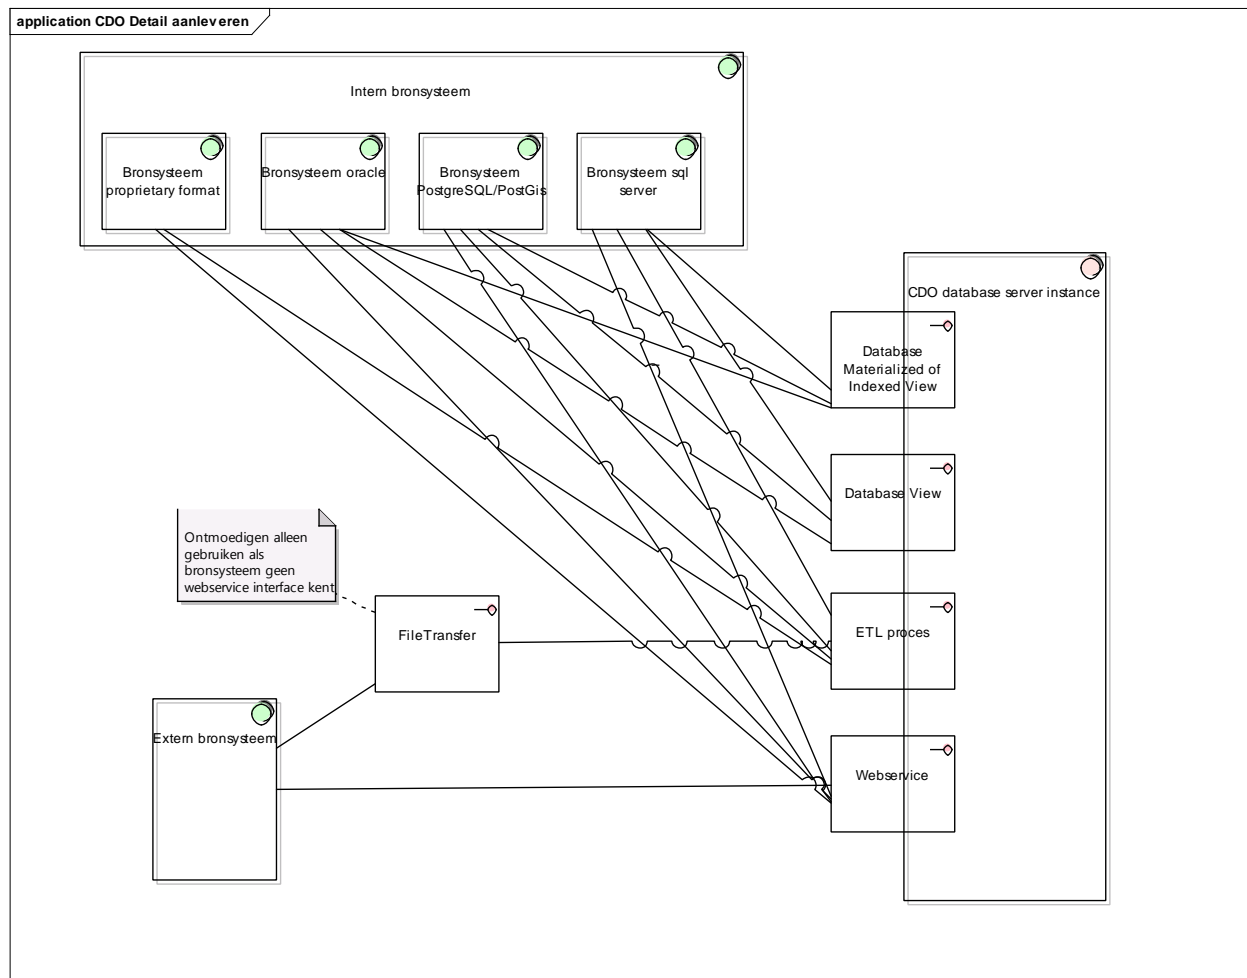 application CDO Detail aanleveren
Intern bronsysteem
Bronsysteem
proprietary format
Bronsysteem oracle
Bronsysteem
PostgreSQL/PostGis
Bronsysteem sql
server
CDO database server instance
Database
Materialized of
Indexed View
Database View
Ontmoedigen alleen
gebruiken als
bronsysteem geen
webservice interface kent
FileTransfer
ETL proces
Extern bronsysteem
Webservice